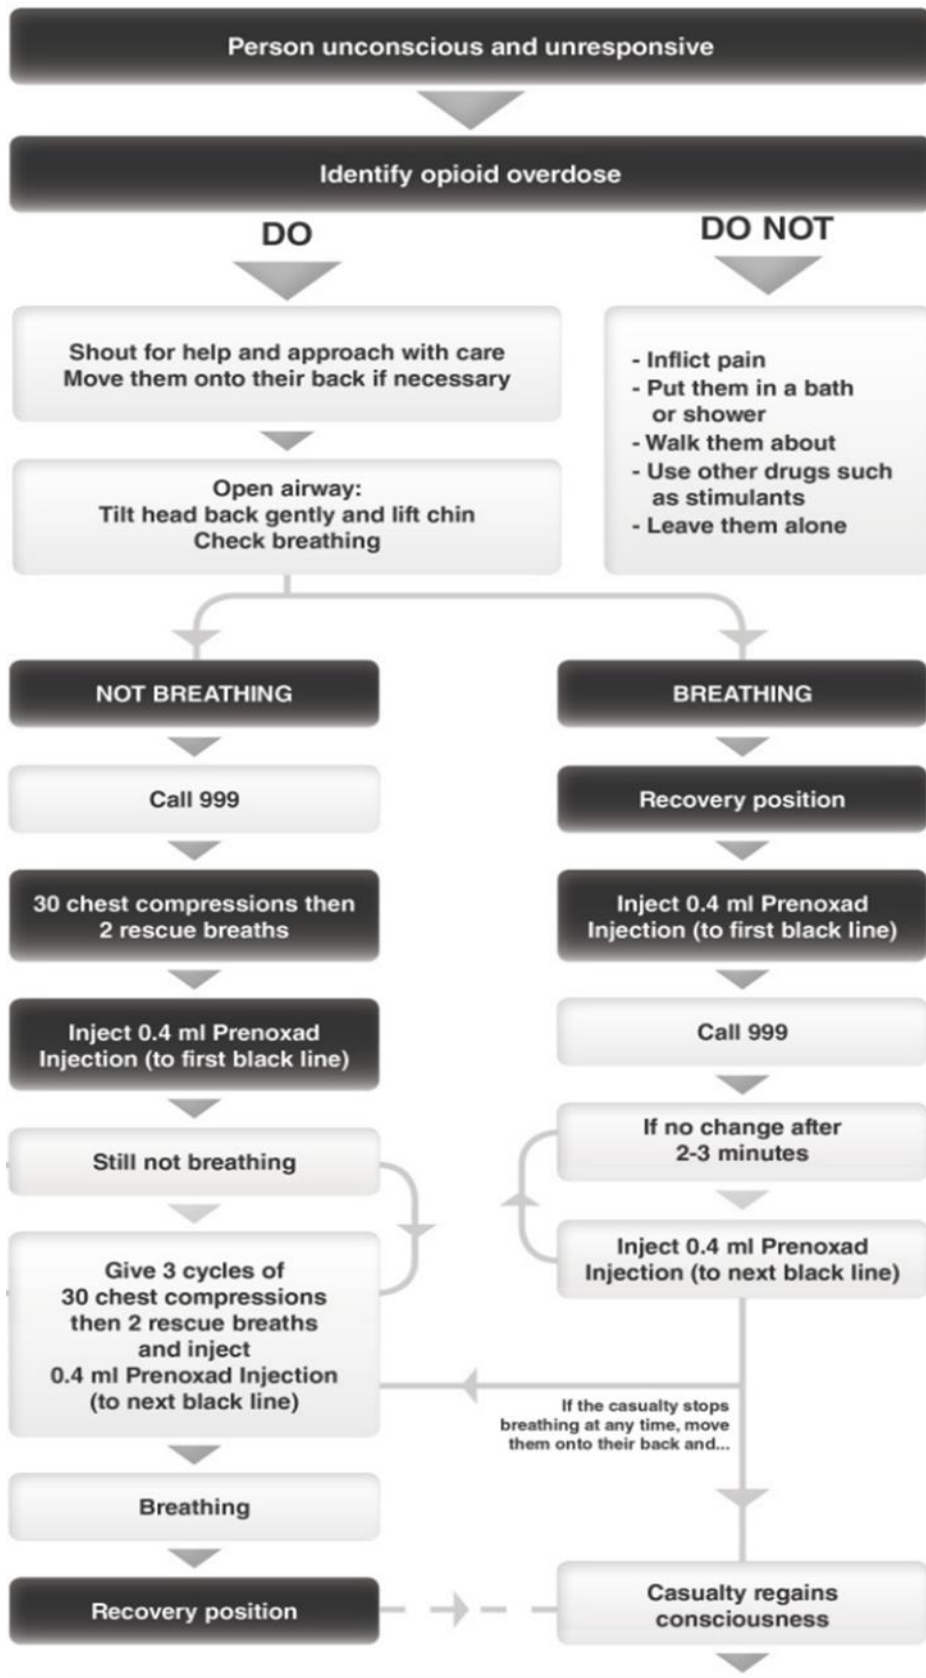 Person unconscious and unresponsive
Identify opioid overdose
DO
Shout for help and approach with care
Move them onto their back if necessary
Open airway:
Tilt head back gently and lift chin
Check breathing
DO NOT
- Inflict pain
- Put them in a bath
or shower
- Walk them about
- Use other drugs such
as stimulants
- Leave them alone
NOT BREATHING
Call 999
30 chest compressions then
2 rescue breaths
Inject 0.4 ml Prenoxad
Injection (to first black line)
Still not breathing
Give 3 cycles of
30 chest compressions
then 2 rescue breaths
and inject
0.4 ml Prenoxad Injection
(to next black line)
Breathing
Recovery position
BREATHING
Recovery position
Inject 0.4 ml Prenoxad
Injection (to first black line)
Call 999
If no change after
2-3 minutes
Inject 0.4 ml Prenoxad
Injection (to next black line)
If the casualty stops
breathing at any time, move
them onto their back and...
Casualty regains
consciousness